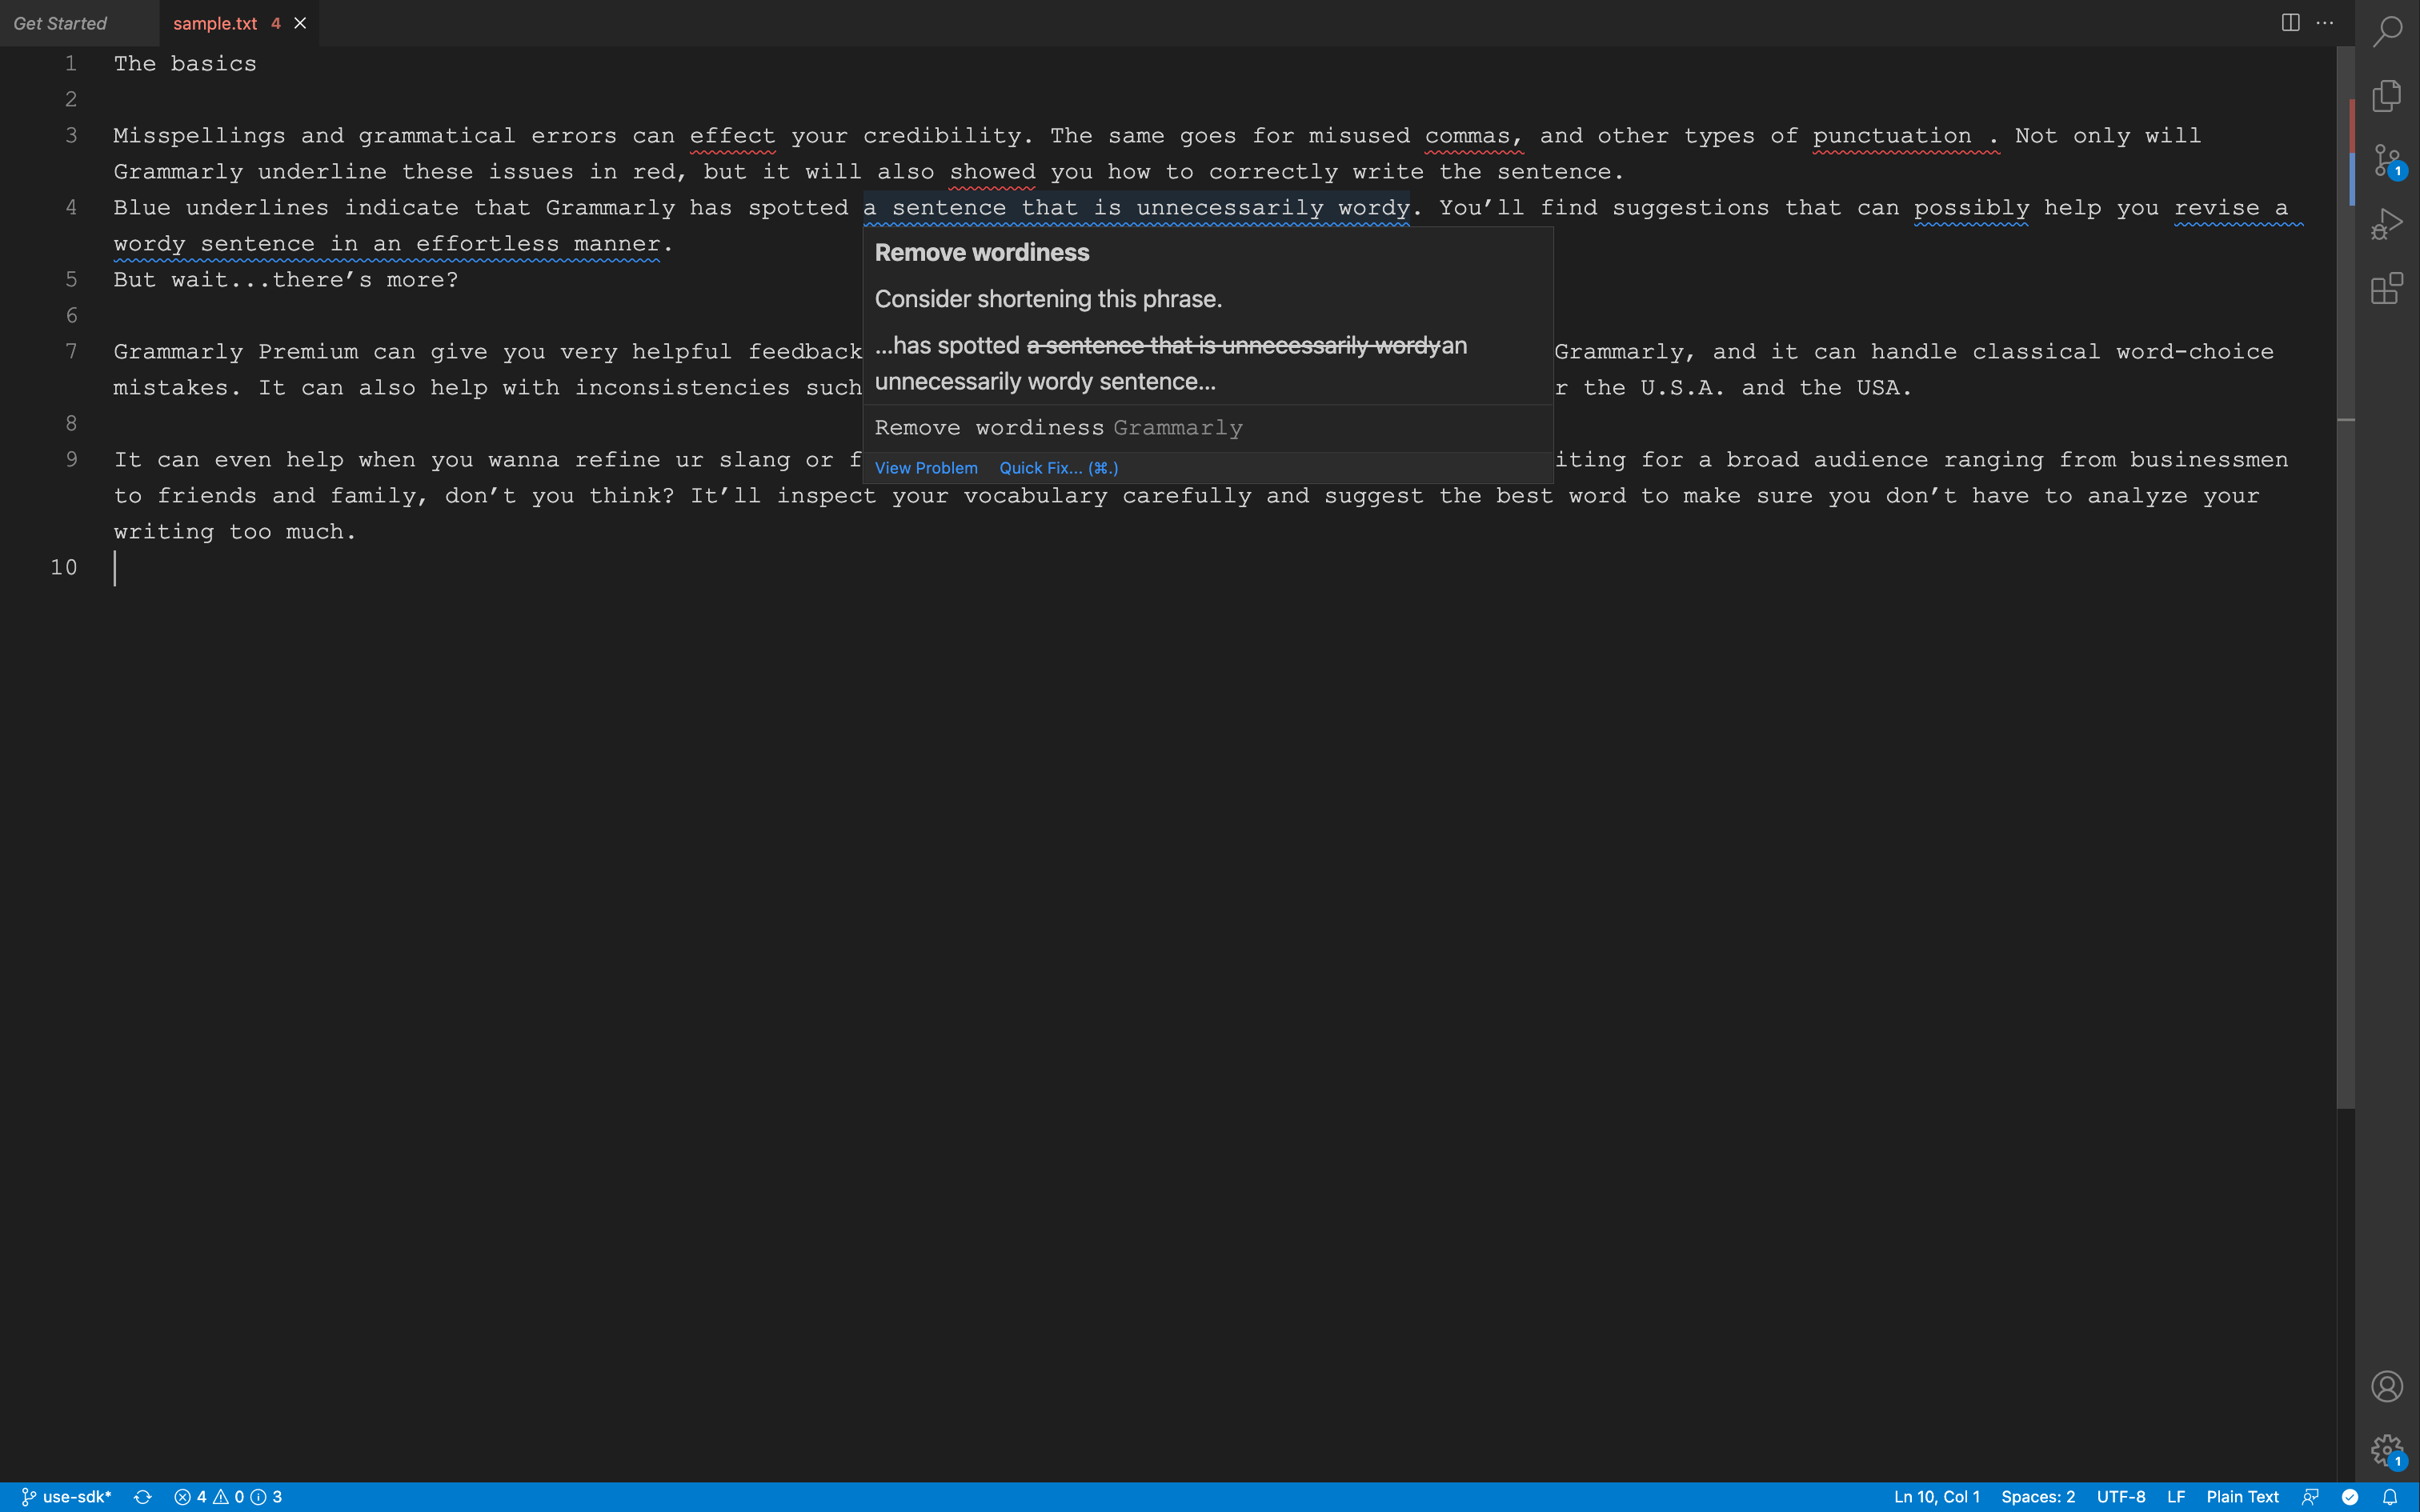 Get Started
sample.txt 4
1 The basics
2
3 Misspellings and grammatical errors can effect your credibility. The same goes for misused commas, and other types of punctuation . Not only will
Grammarly underline these issues in red, but it will also showed you how to correctly write the sentence.
4 Blue underlines indicate that Grammarly has spotted a sentence that is unnecessarily wordy. You’ll find suggestions that can possibly help you revise a
wordy sentence in an effortless manner.
Remove wordiness
5 But wait...there’s more?
Consider shortening this phrase.
6
7 Grammarly Premium can give you very helpful feedback Grammarly, and it can handle classical word-choice
...has spotted a sentence that is unnecessarily wordyan
unnecessarily wordy sentence...
mistakes. It can also help with inconsistencies such the U.S.A. and the USA.
8
Remove wordiness Grammarly
9 It can even help when you wanna refine ur slang or for a broad audience ranging from businessmen
View Problem Quick Fix... (⌘.)
to friends and family, don’t you think? It’ll inspect your vocabulary carefully and suggest the best word to make sure you don’t have to analyze your
writing too much.
10
1
1
use-sdk* 4 0 3 Ln 10, Col 1 Spaces: 2 UTF-8 LF Plain Text